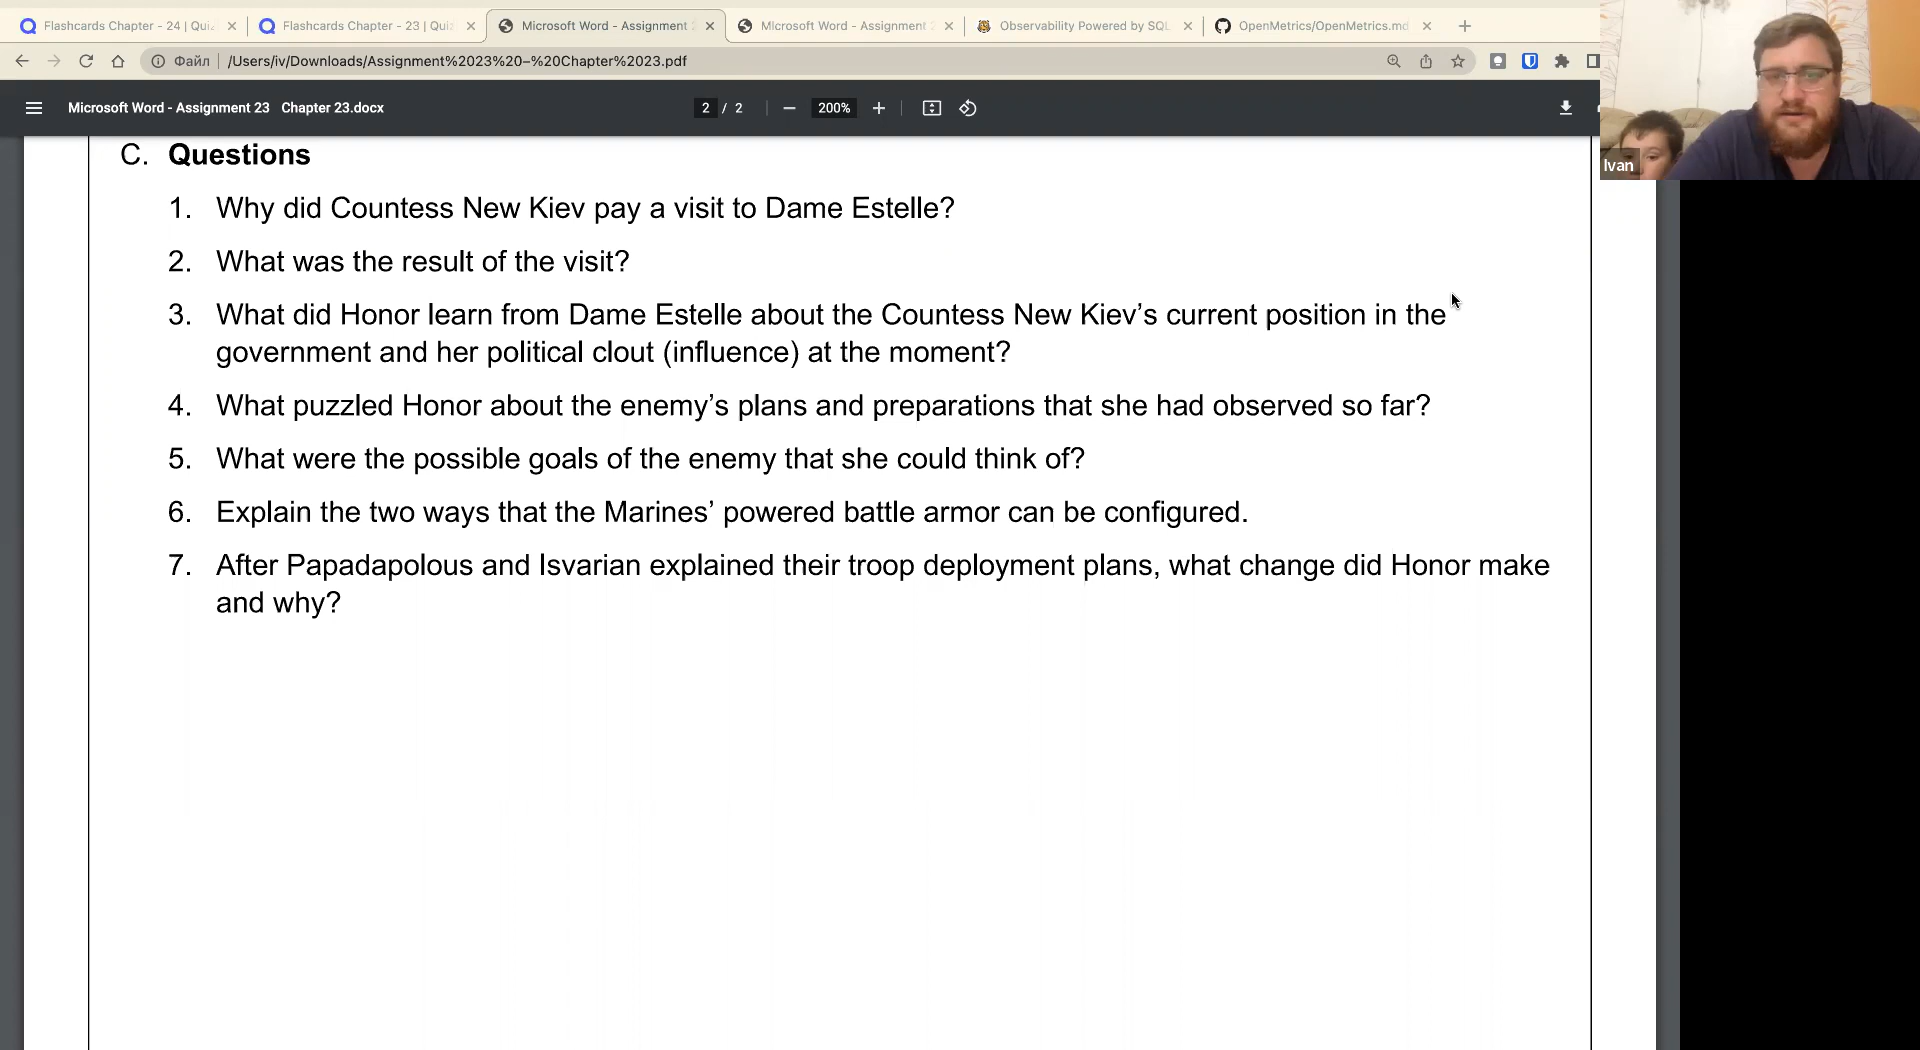 Flashcards Chapter - 24 | Qui
Flashcards Chapter - 23 | Qui
Microsoft Word - Assignment
Microsoft Word - Assignment
Observability Powered by SQL
OpenMetrics/OpenMetrics.md
Файл
/Users/iv/Downloads/Assignment%2023%20–%20Chapter%2023.pdf
Microsoft Word - Assignment 23 Chapter 23.docx
2 / 2
200%
Ivan
C. Questions
1. Why did Countess New Kiev pay a visit to Dame Estelle?
2. What was the result of the visit?
3. What did Honor learn from Dame Estelle about the Countess New Kiev’s current position in the
government and her political clout (influence) at the moment?
4. What puzzled Honor about the enemy’s plans and preparations that she had observed so far?
5. What were the possible goals of the enemy that she could think of?
6. Explain the two ways that the Marines’ powered battle armor can be configured.
7. After Papadapolous and Isvarian explained their troop deployment plans, what change did Honor make
and why?